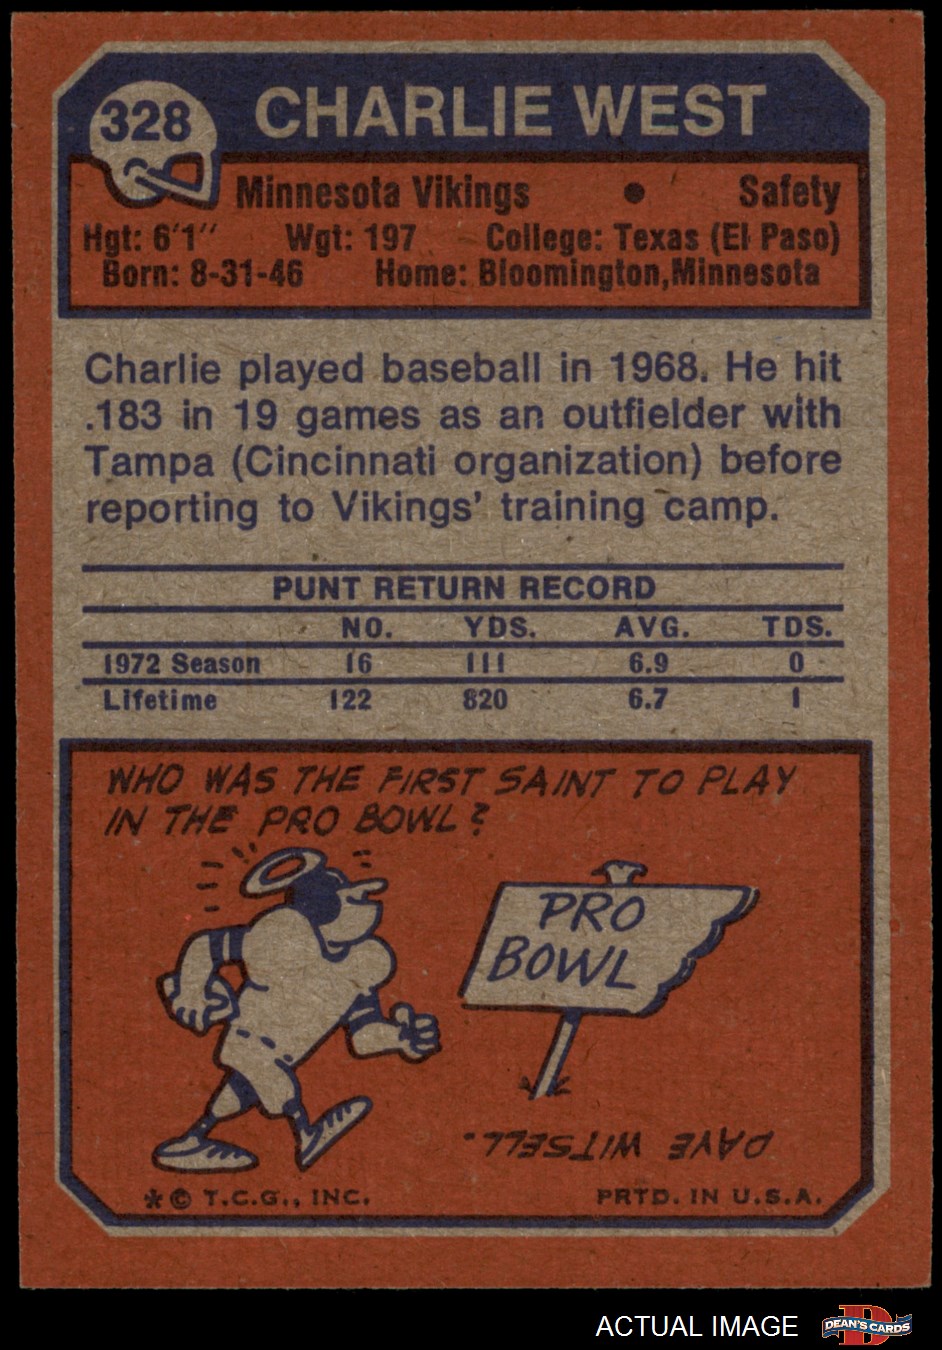 328
CHARLIE WEST
Minnesota Vikings ● Safety
Hgt: 6'1" Wgt: 197 College: Texas (El Paso)
Born: 8-31-46 Home: Bloomington, Minnesota
Charlie played baseball in 1968. He hit
.183 in 19 games as an outfielder with
Tampa (Cincinnati organization) before
reporting to Vikings' training camp.
PUNT RETURN RECORD
NO. YDS. AVG. TDS.
1972 Season 16 111 6.9 0
Lifetime 122 820 6.7 1
WHO WAS THE FIRST SAINT TO PLAY
IN THE PRO BOWL?
PRO
BOWL
DAVE WITSELL.
* © T.C.G., INC. PRTD. IN U.S.A.
ACTUAL IMAGE
D
DEAN'S CARDS